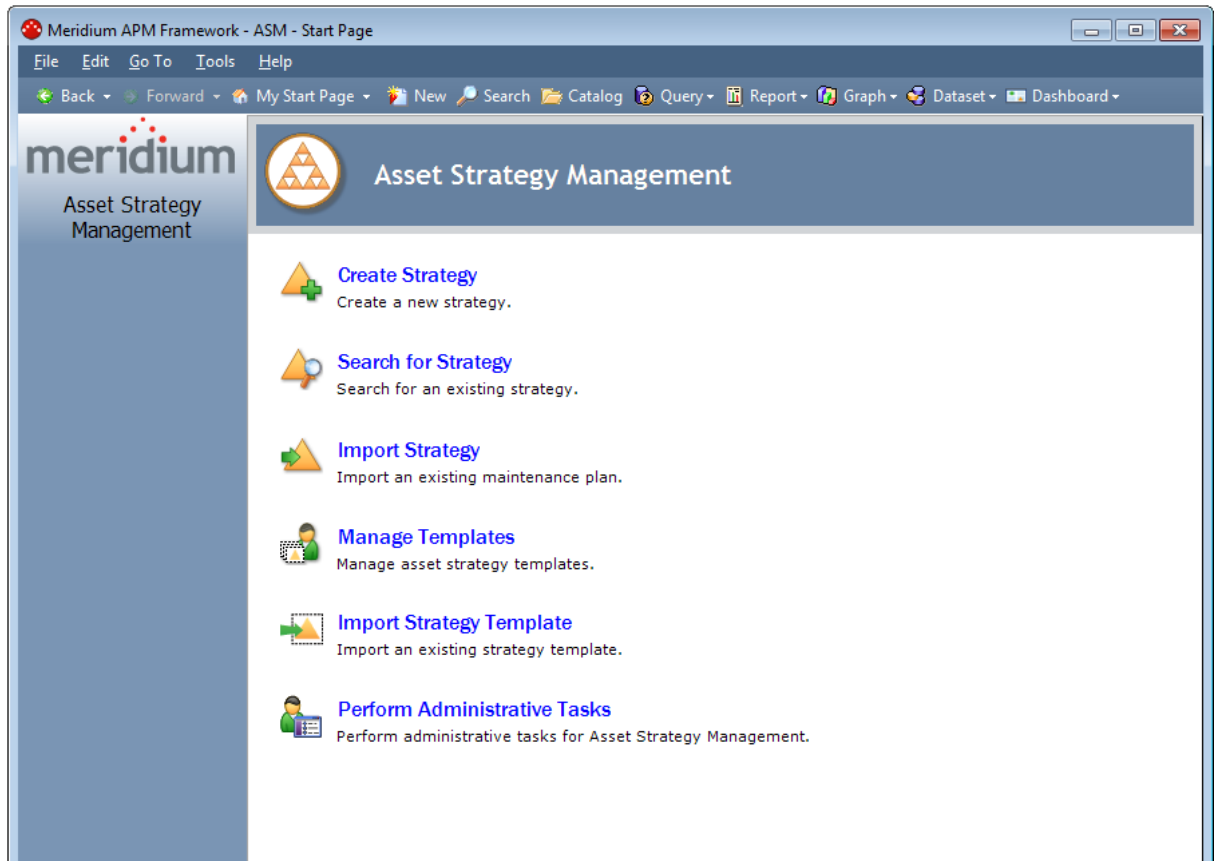 Meridium APM Framework - ASM - Start Page
File Edit Go To Tools Help
Back Forward My Start Page New Search Catalog Query Report Graph Dataset Dashboard
meridium
Asset Strategy
Management
Asset Strategy Management
Create Strategy
Create a new strategy.
Search for Strategy
Search for an existing strategy.
Import Strategy
Import an existing maintenance plan.
Manage Templates
Manage asset strategy templates.
Import Strategy Template
Import an existing strategy template.
Perform Administrative Tasks
Perform administrative tasks for Asset Strategy Management.